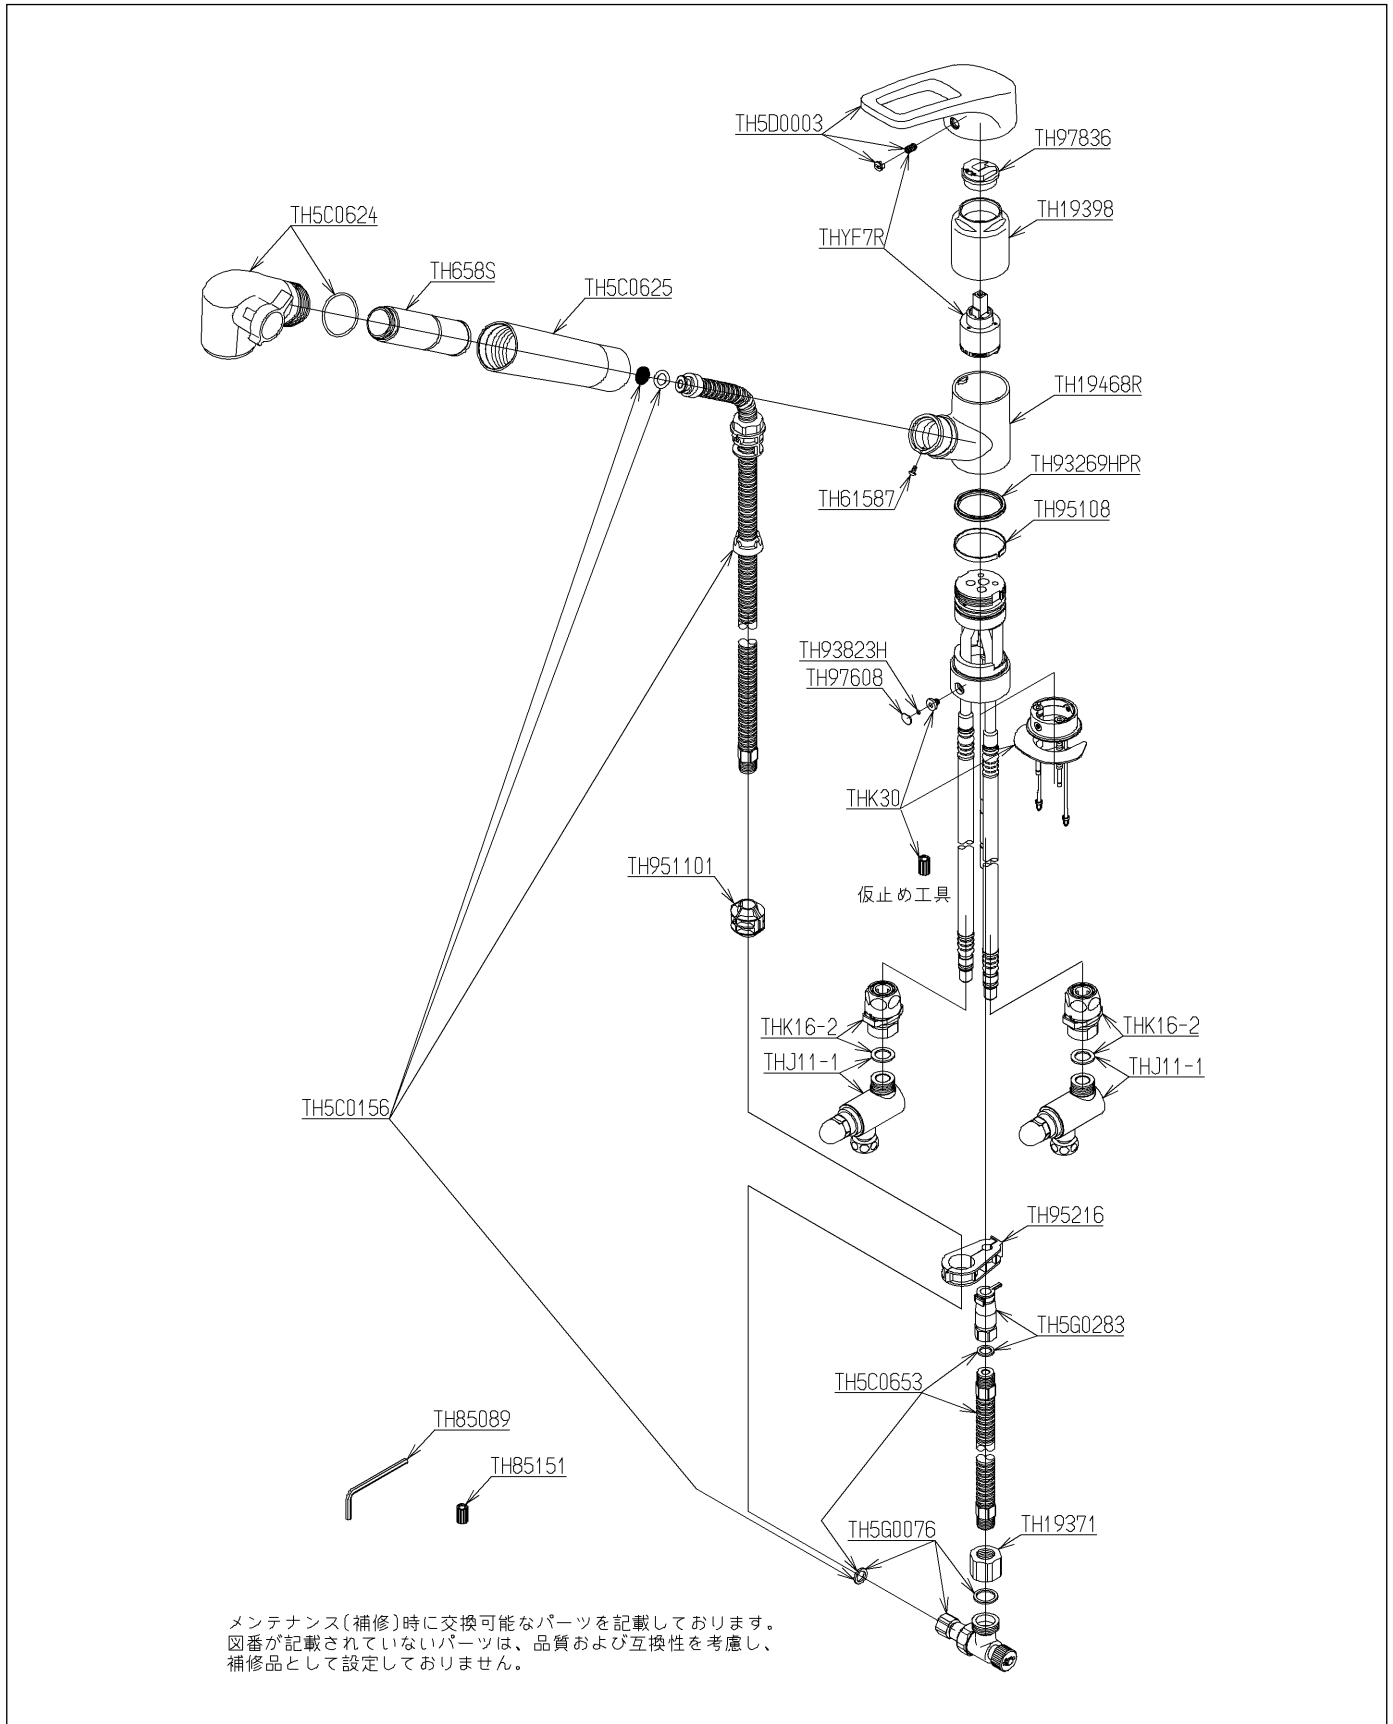 TH5D0003
TH97836
TH5C0624
TH19398
THYF7R
TH658S
TH5C0625
TH19468R
TH93269HPR
TH61587
TH95108
TH93823H
TH97608
THK30
TH951101
仮止め工具
THK16-2
THK16-2
THJ11-1
THJ11-1
TH5C0156
TH95216
TH5G0283
TH5C0653
TH85089
TH85151
TH5G0076
TH19371
メンテナンス(補修)時に交換可能なパーツを記載しております。
図番が記載されていないパーツは、品質および互換性を考慮し、
補修品として設定しておりません。